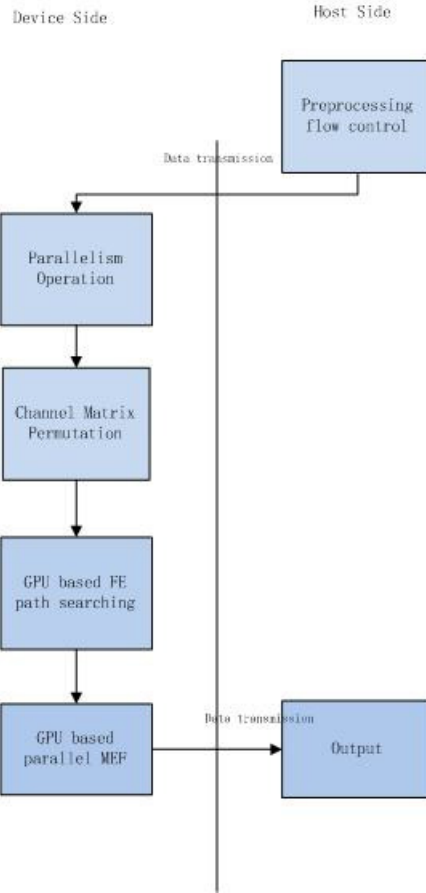 Device Side
Host Side
Preprocessing
flow control
Data transmission
Parallelism
Operation
Channel Matrix
Permutation
GPU based FE
path searching
Data transmission
GPU based
parallel MEF
Output